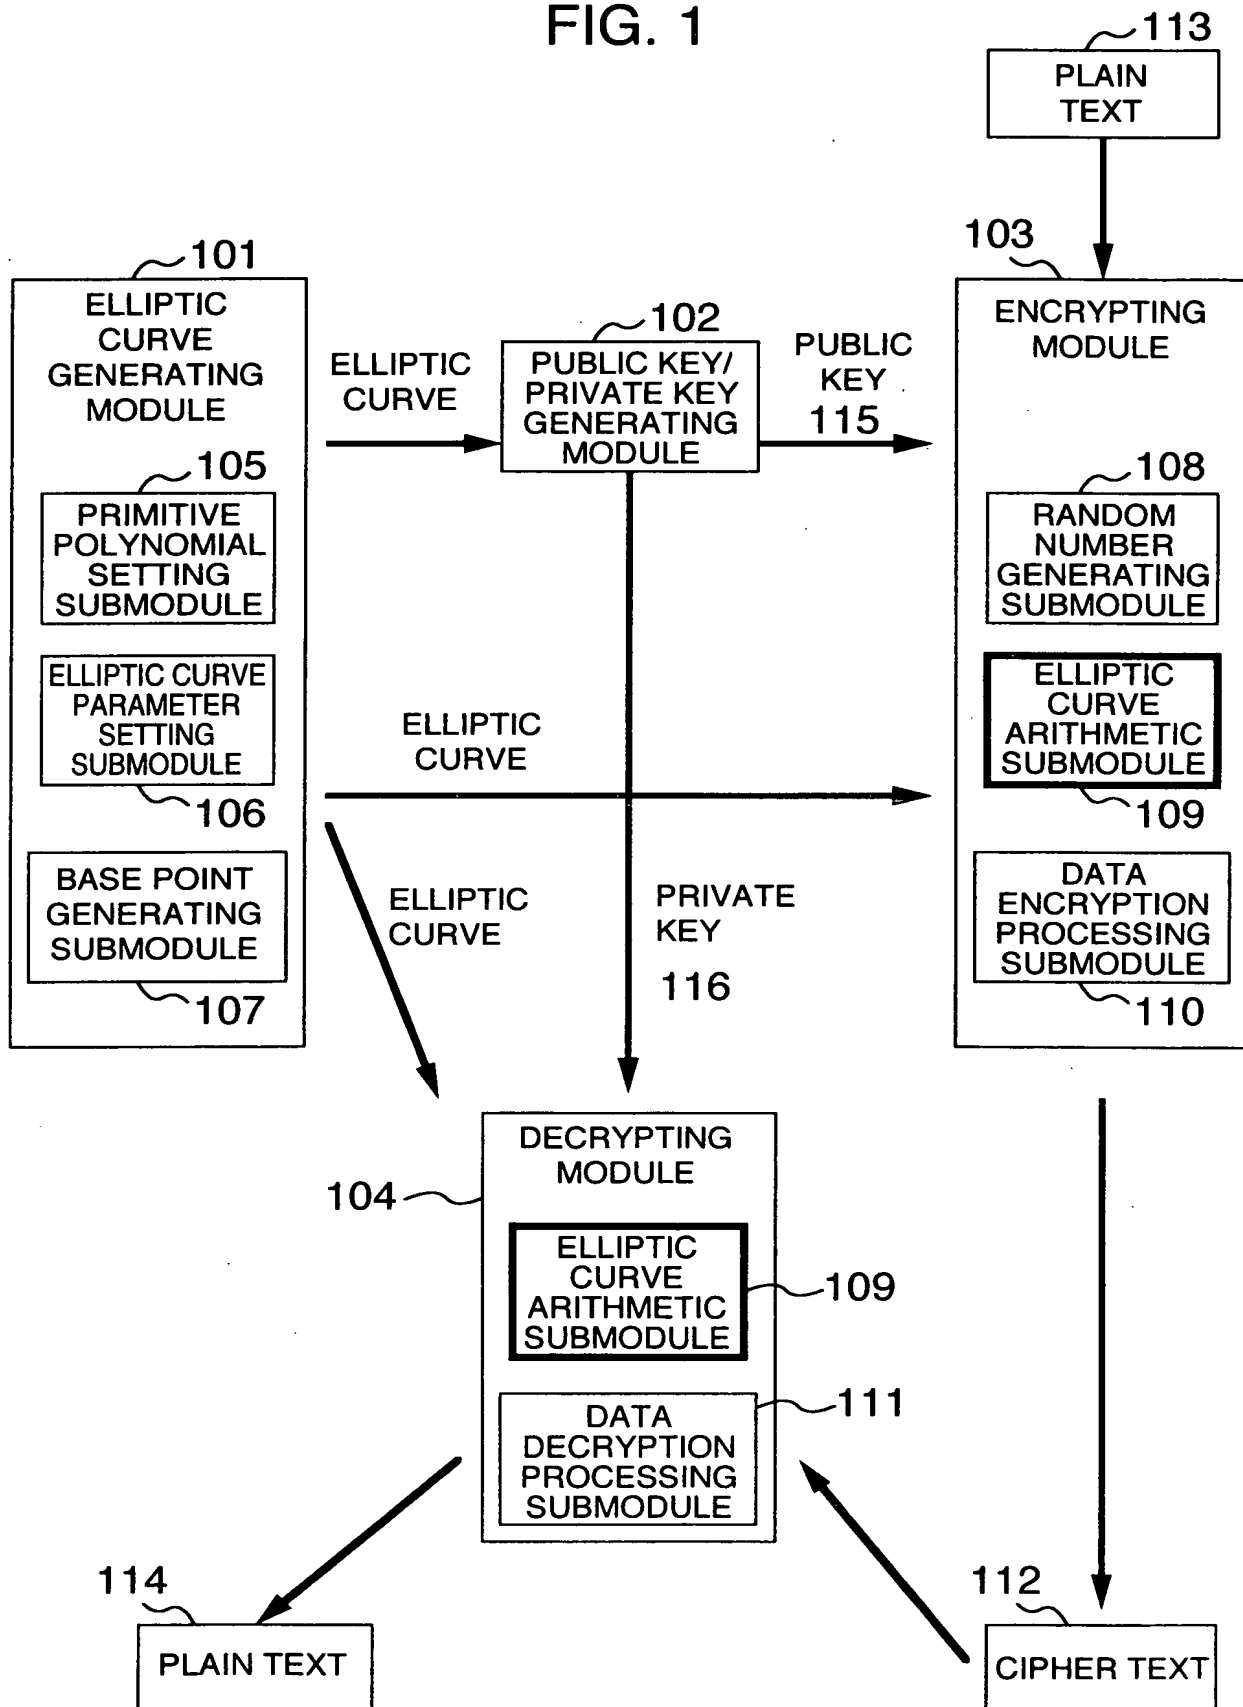 FIG. 1
113
PLAIN
TEXT
101
ELLIPTIC
CURVE
GENERATING
MODULE
105
PRIMITIVE
POLYNOMIAL
SETTING
SUBMODULE
ELLIPTIC CURVE
PARAMETER
SETTING
SUBMODULE
106
BASE POINT
GENERATING
SUBMODULE
107
ELLIPTIC
CURVE
102
PUBLIC KEY/
PRIVATE KEY
GENERATING
MODULE
PUBLIC
KEY
115
103
ENCRYPTING
MODULE
108
RANDOM
NUMBER
GENERATING
SUBMODULE
ELLIPTIC
CURVE
ARITHMETIC
SUBMODULE
109
DATA
ENCRYPTION
PROCESSING
SUBMODULE
110
ELLIPTIC
CURVE
ELLIPTIC
CURVE
PRIVATE
KEY
116
DECRYPTING
MODULE
104
ELLIPTIC
CURVE
ARITHMETIC
SUBMODULE
109
111
DATA
DECRYPTION
PROCESSING
SUBMODULE
114
PLAIN TEXT
112
CIPHER TEXT